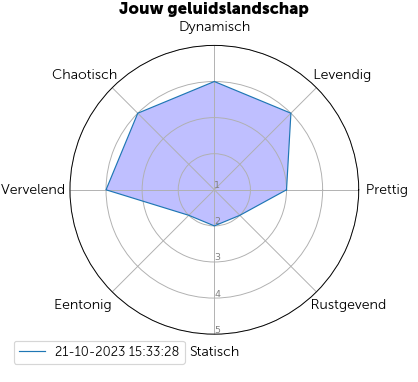 Jouw geluidslandschap
Dynamisch
Chaotisch
Levendig
Vervelend
1
Prettig
2
3
4
Eentonig
Rustgevend
5
21-10-2023 15:33:28
Statisch